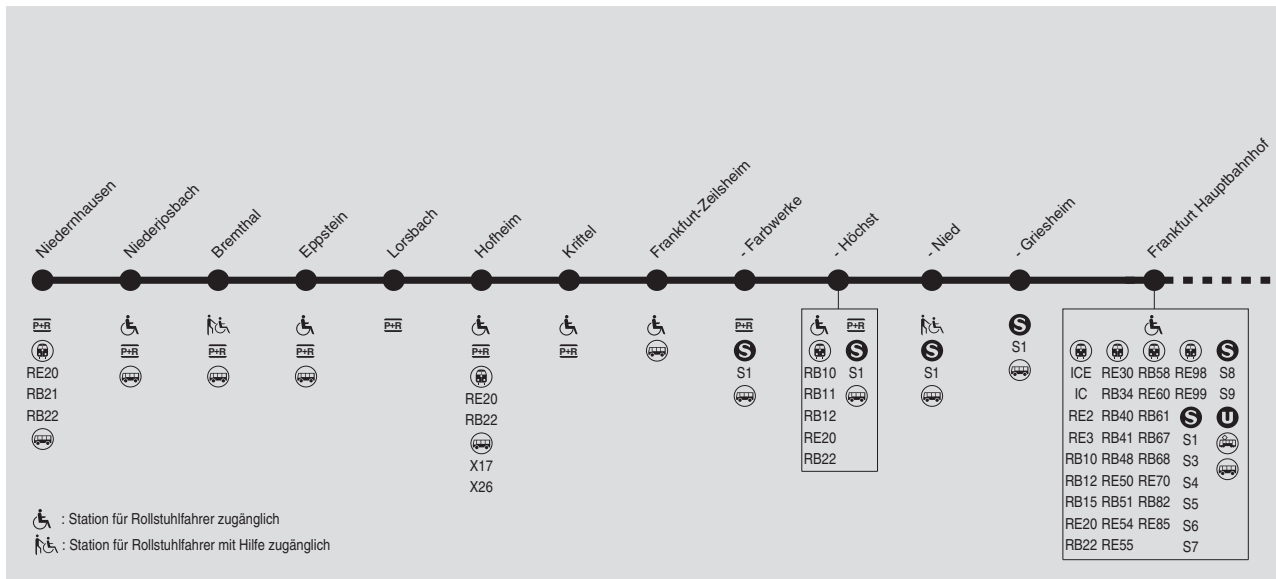 Niedernhausen
Niederjosbach
Bremthal
Eppstein
Lorsbach
Hofheim
Kriftel
Frankfurt-Zeilsheim
- Farbwerke
- Höchst
- Nied
- Griesheim
Frankfurt Hauptbahnhof
P+R
RE20
RB21
RB22
P+R
P+R
P+R
P+R
P+R
RE20
RB22
X17
X26
P+R
P+R
S
S1
P+R
RB10
RB11
RB12
RE20
RB22
S
S1
S
S1
S
S1
ICE RE30 RB58 RE98 S8
IC RB34 RE60 RE99 S9
RE2 RB40 RB61 S U
RE3 RB41 RB67 S1
RB10 RB48 RB68 S3
RB12 RE50 RE70 S4
RB15 RB51 RB82 S5
RE20 RE54 RE85 S6
RB22 RE55 S7
S
: Station für Rollstuhlfahrer zugänglich
: Station für Rollstuhlfahrer mit Hilfe zugänglich